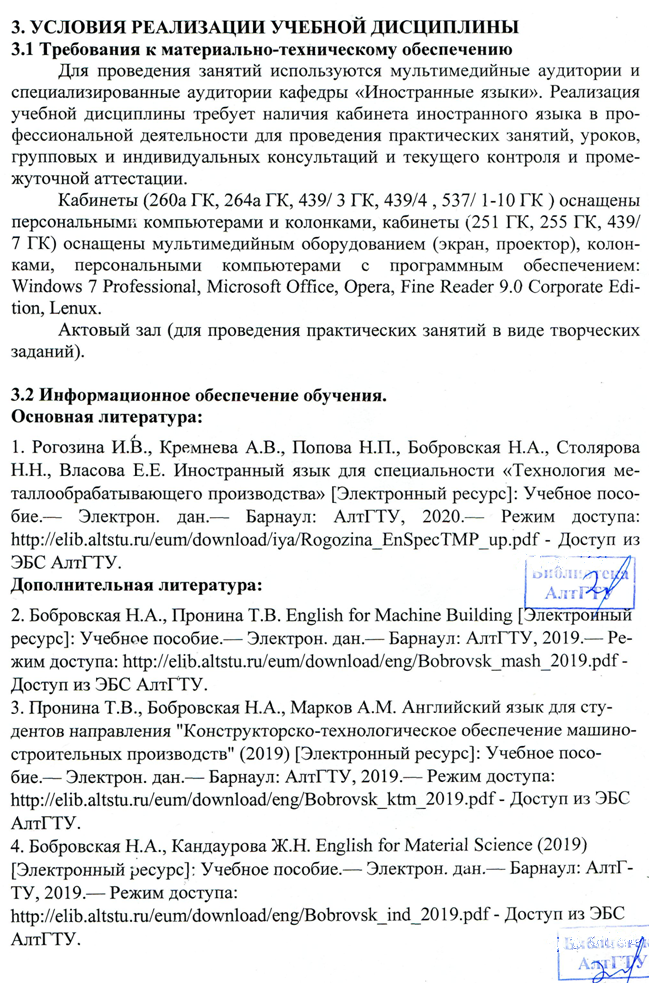 3. УСЛОВИЯ РЕАЛИЗАЦИИ УЧЕБНОЙ ДИСЦИПЛИНЫ
3.1 Требования к материально-техническому обеспечению
Для проведения занятий используются мультимедийные аудитории и
специализированные аудитории кафедры «Иностранные языки». Реализация
учебной дисциплины требует наличия кабинета иностранного языка в про-
фессиональной деятельности для проведения практических занятий, уроков,
групповых и индивидуальных консультаций и текущего контроля и проме-
жуточной аттестации.
Кабинеты (260а ГК, 264а ГК, 439/ 3 ГК, 439/4 , 537/ 1-10 ГК ) оснащены
персональными компьютерами и колонками, кабинеты (251 ГК, 255 ГК, 439/
7 ГК) оснащены мультимедийным оборудованием (экран, проектор), колон-
ками, персональными компьютерами с программным обеспечением:
Windows 7 Professional, Microsoft Office, Opera, Fine Reader 9.0 Corporate Edi-
tion, Lenux.
Актовый зал (для проведения практических занятий в виде творческих
заданий).
3.2 Информационное обеспечение обучения.
Основная литература:
1. Рогозина И.В., Кремнева А.В., Попова Н.П., Бобровская Н.А., Столярова
Н.Н., Власова Е.Е. Иностранный язык для специальности «Технология ме-
таллообрабатывающего производства» [Электронный ресурс]: Учебное посо-
бие.— Электрон. дан.— Барнаул: АлтГТУ, 2020.— Режим доступа:
http://elib.altstu.ru/eum/download/iya/Rogozina_EnSpecTMP_up.pdf - Доступ из
ЭБС АлтГТУ.
Библиотека
АлтГТУ
Дополнительная литература:
2. Бобровская Н.А., Пронина Т.В. English for Machine Building [Электронный
ресурс]: Учебное пособие.— Электрон. дан.— Барнаул: АлтГТУ, 2019.— Ре-
жим доступа: http://elib.altstu.ru/eum/download/eng/Bobrovsk_mash_2019.pdf -
Доступ из ЭБС АлтГТУ.
3. Пронина Т.В., Бобровская Н.А., Марков А.М. Английский язык для сту-
дентов направления "Конструкторско-технологическое обеспечение машино-
строительных производств" (2019) [Электронный ресурс]: Учебное посо-
бие.— Электрон. дан.— Барнаул: АлтГТУ, 2019.— Режим доступа:
http://elib.altstu.ru/eum/download/eng/Bobrovsk_ktm_2019.pdf - Доступ из ЭБС
АлтГТУ.
4. Бобровская Н.А., Кандаурова Ж.Н. English for Material Science (2019)
[Электронный ресурс]: Учебное пособие.— Электрон. дан.— Барнаул: АлтГ-
ТУ, 2019.— Режим доступа:
http://elib.altstu.ru/eum/download/eng/Bobrovsk_ind_2019.pdf - Доступ из ЭБС
АлтГТУ.
АлтГТУ